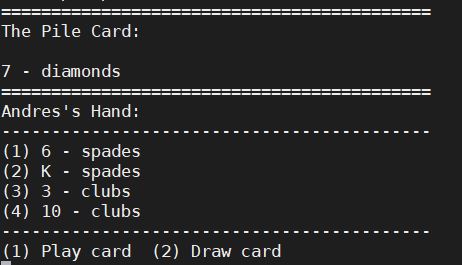 ===========================================
The Pile Card:
7 - diamonds
===========================================
Andres's Hand:
-------------------------------------------
(1) 6 - spades
(2) K - spades
(3) 3 - clubs
(4) 10 - clubs
-------------------------------------------
(1) Play card  (2) Draw card